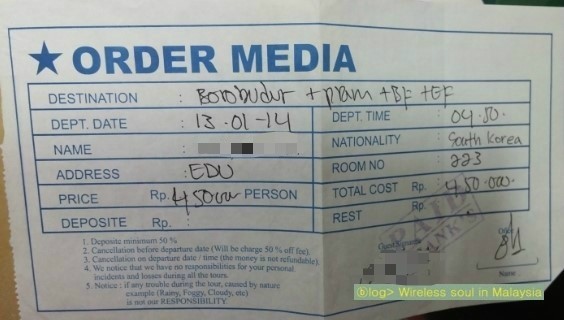 ★ ORDER MEDIA
DESTINATION : Borobudur + pram + BF + EF
DEPT. DATE : 13-01-14
DEPT. TIME : 04.50.
NAME :
NATIONALITY : South Korea
ADDRESS : EDU
ROOM NO : 223
PRICE Rp. PERSON
TOTAL COST Rp. 450.000.
DEPOSITE Rp. :
REST Rp. :
1. Deposite minimum 50 %
2. Cancellation before departure date (Will be charge 50 % off fee).
3. Cancellation on departure date / time (the money is not refundable)
4. We notice that we have no responsibilities for your personal
incidents and losses during all the tours.
5. Notice : if any trouble during the tour, caused by nature
example (Rainy, Foggy, Cloudy, etc)
is not our RESPONSIBILITY.
PAID
Guest Signature
Name
ⓑlog> Wireless soul in Malaysia